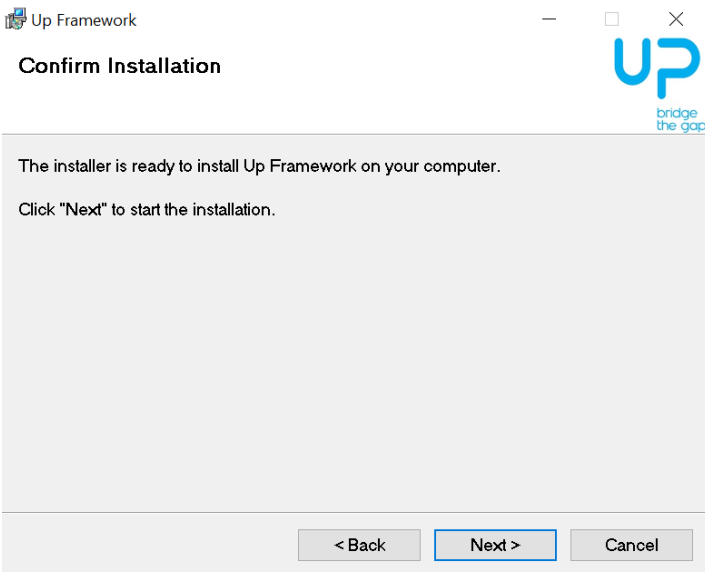 Up Framework
Confirm Installation
UP
bridge
the gap
The installer is ready to install Up Framework on your computer.
Click "Next" to start the installation.
< Back
Next >
Cancel